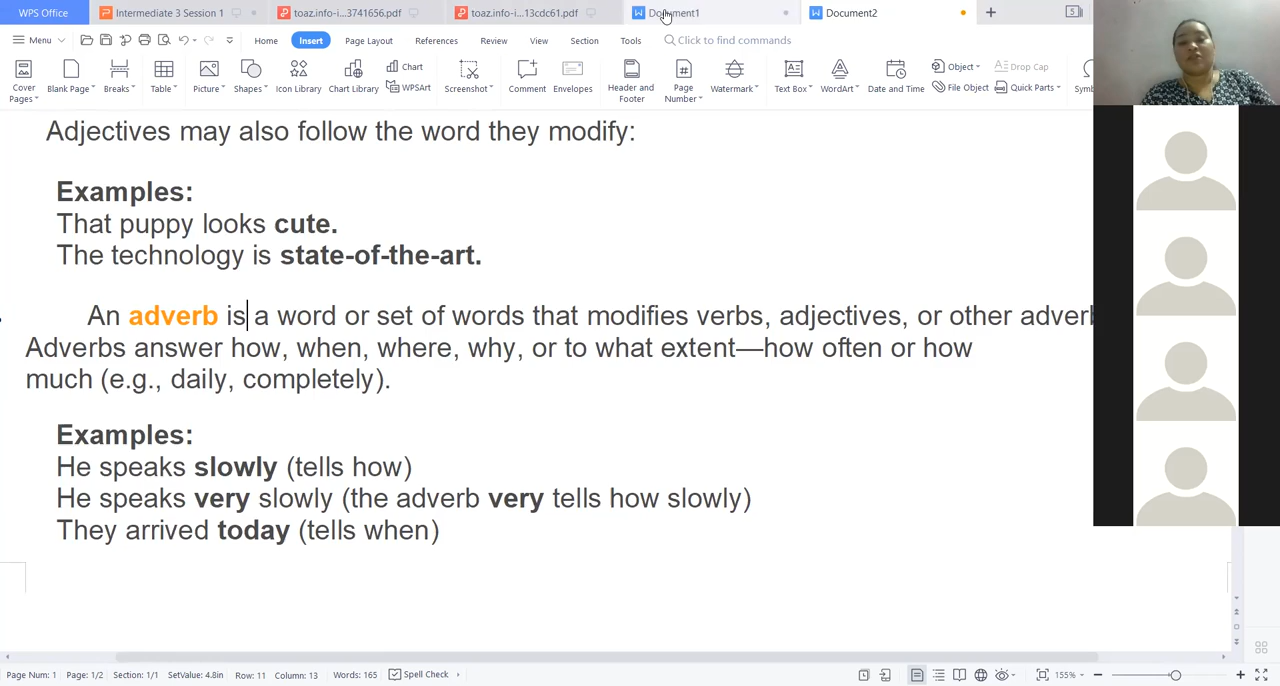 WPS Office Intermediate 3 Session 1 toaz.info-i...3741656.pdf toaz.info-i...13cdc61.pdf Document1 Document2
Menu Home Insert Page Layout References Review View Section Tools Click to find commands
Cover Pages Blank Page Breaks Table Picture Shapes Icon Library Chart Library Chart WPSArt Screenshot Comment Envelopes Header and Footer Page Number Watermark Text Box WordArt Date and Time Object File Object Drop Cap Quick Parts
Adjectives may also follow the word they modify:
Examples:
That puppy looks cute.
The technology is state-of-the-art.
An adverb is a word or set of words that modifies verbs, adjectives, or other
Adverbs answer how, when, where, why, or to what extent—how often or how
much (e.g., daily, completely).
Examples:
He speaks slowly (tells how)
He speaks very slowly (the adverb very tells how slowly)
They arrived today (tells when)
Page Num: 1 Page: 1/2 Section: 1/1 SetValue: 4.8in Row: 11 Column: 13 Words: 165 Spell Check 155%